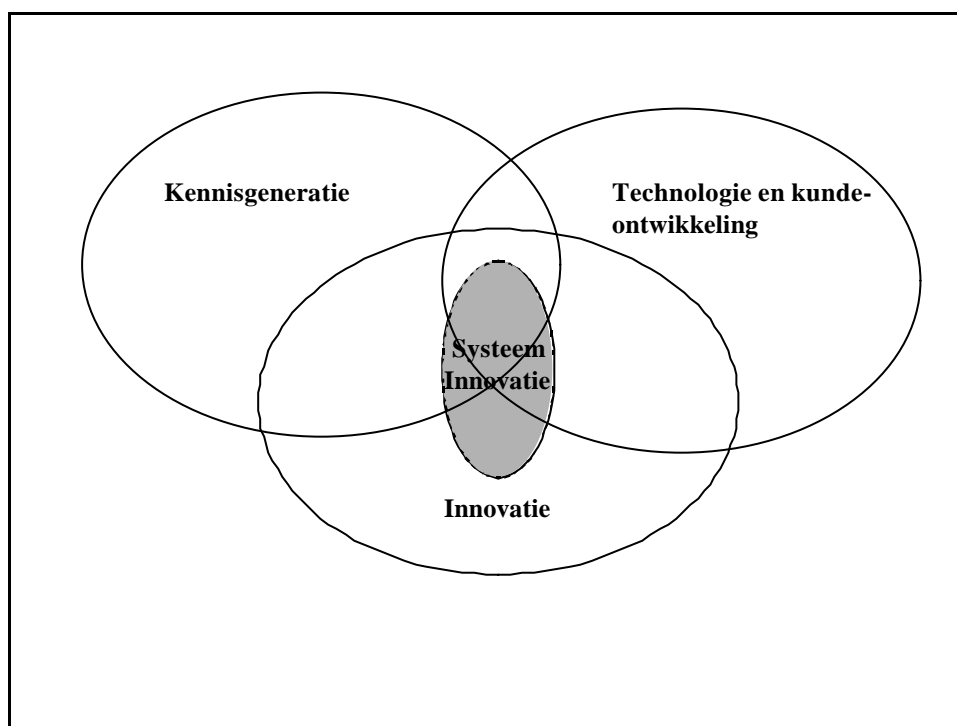 Kennisgeneratie
Technologie en kunde-
ontwikkeling
Systeem
Innovatie
Innovatie